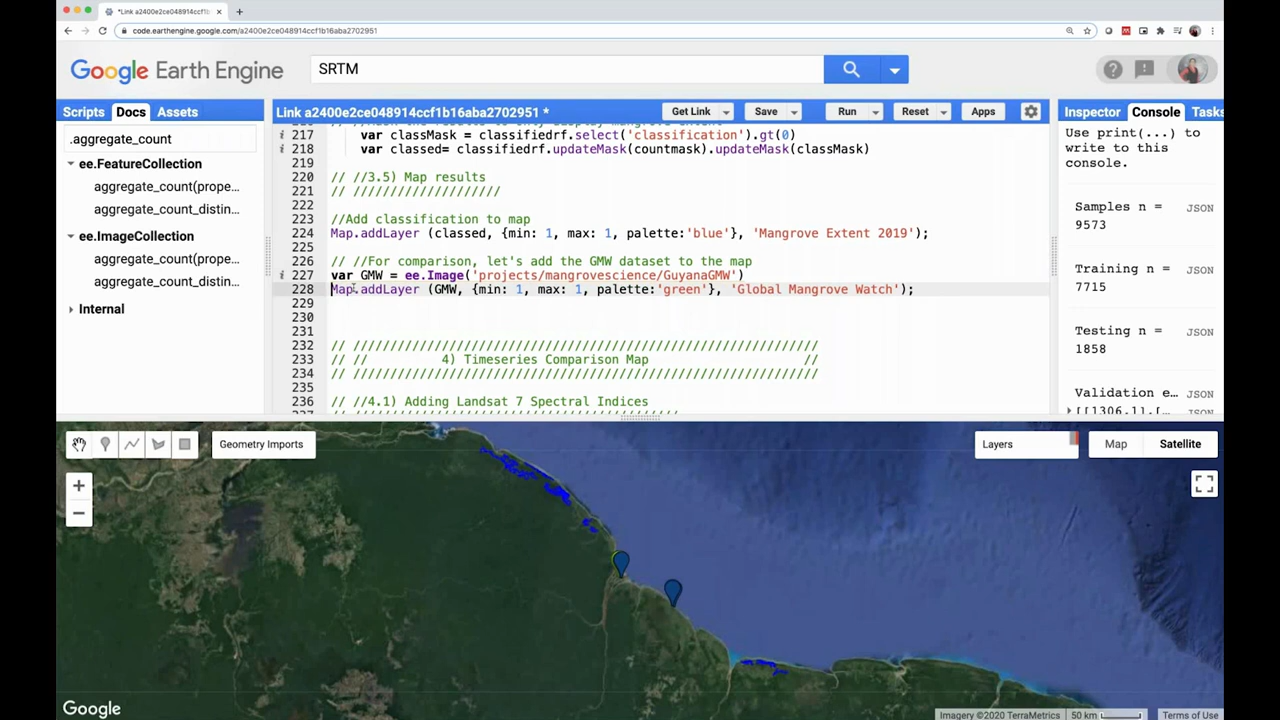 *Link a2400e2ce048914ccf1b
code.earthengine.google.com/a2400e2ce048914ccf1b16aba2702951
Google Earth Engine
SRTM
Scripts Docs Assets
Link a2400e2ce048914ccf1b16aba2702951 *
Get Link Save Run Reset Apps
Inspector Console Tasks
.aggregate_count
ee.FeatureCollection
aggregate_count(prope...
aggregate_count_distin...
ee.ImageCollection
aggregate_count(prope...
aggregate_count_distin...
Internal
217 var classMask = classifiedrf.select('classification').gt(0)
218 var classed= classifiedrf.updateMask(countmask).updateMask(classMask)
219
220 // //3.5) Map results
221 // ////////////////////
222
223 //Add classification to map
224 Map.addLayer (classed, {min: 1, max: 1, palette:'blue'}, 'Mangrove Extent 2019');
225
226 // //For comparison, let's add the GMW dataset to the map
227 var GMW = ee.Image('projects/mangrovescience/GuyanaGMW')
228 Map.addLayer (GMW, {min: 1, max: 1, palette:'green'}, 'Global Mangrove Watch');
229
230
231
232 // ///////////////////////////////////////////////////////////////
233 // // 4) Timeseries Comparison Map //
234 // ///////////////////////////////////////////////////////////////
235
236 // //4.1) Adding Landsat 7 Spectral Indices
Use print(...) to
write to this
console.
Samples n = JSON
9573
Training n = JSON
7715
Testing n = JSON
1858
Validation e... JSON
Geometry Imports
Layers
Map Satellite
+
−
Google
Imagery ©2020 TerraMetrics 50 km Terms of Use